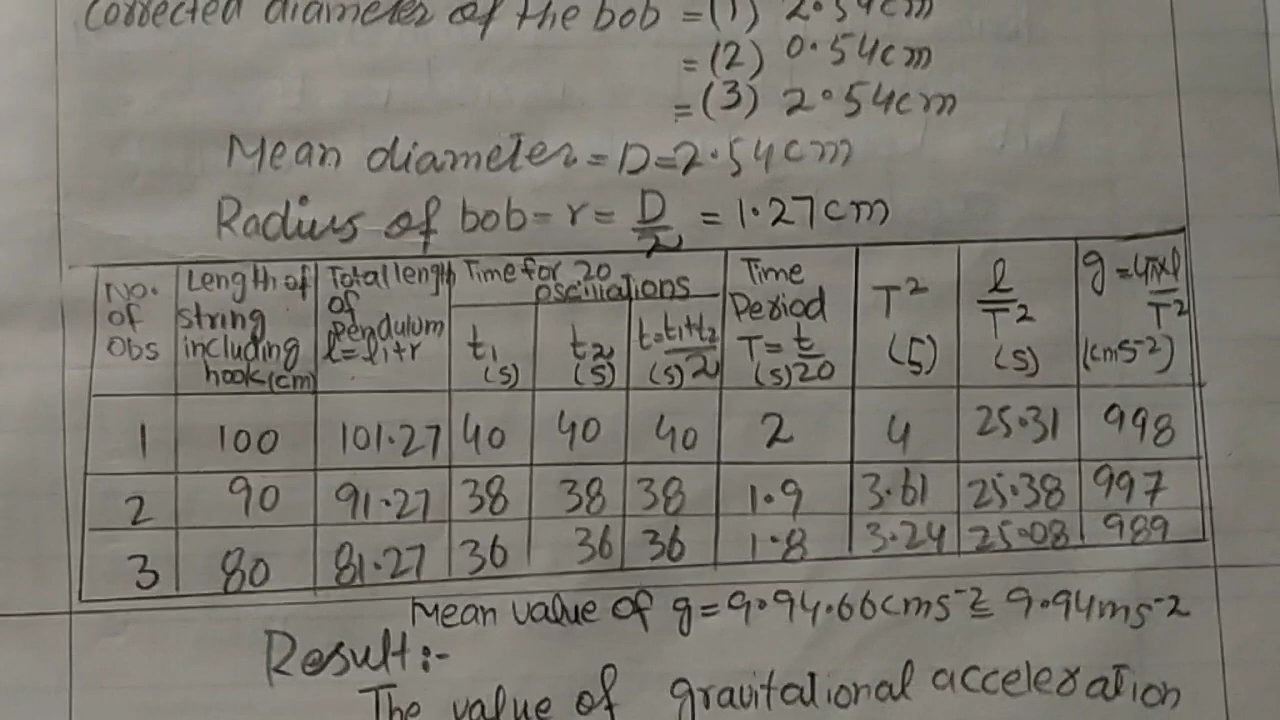 Corrected diameter of the bob = (1) 2.54cm
= (2) 0.54cm
= (3) 2.54cm
Mean diameter = D=2.54cm
Radius of bob = r = D/2 = 1.27cm
No. of Obs | Length of string including hook (cm) | Total length of pendulum l=l1+r | Time for 20 oscillations t1 (s) | t2 (s) | t=t1+t2/2 (s) | Time Period T=t/20 (s) | T² (S) | l/T² (S) | g=4πxl/T² (cms-2)
1 | 100 | 101.27 | 40 | 40 | 40 | 2 | 4 | 25.31 | 998
2 | 90 | 91.27 | 38 | 38 | 38 | 1.9 | 3.61 | 25.38 | 997
3 | 80 | 81.27 | 36 | 36 | 36 | 1.8 | 3.24 | 25.08 | 989
Mean value of g = 9.94.66cms-2 = 9.94ms-2
Result:-
The value of gravitational acceleration